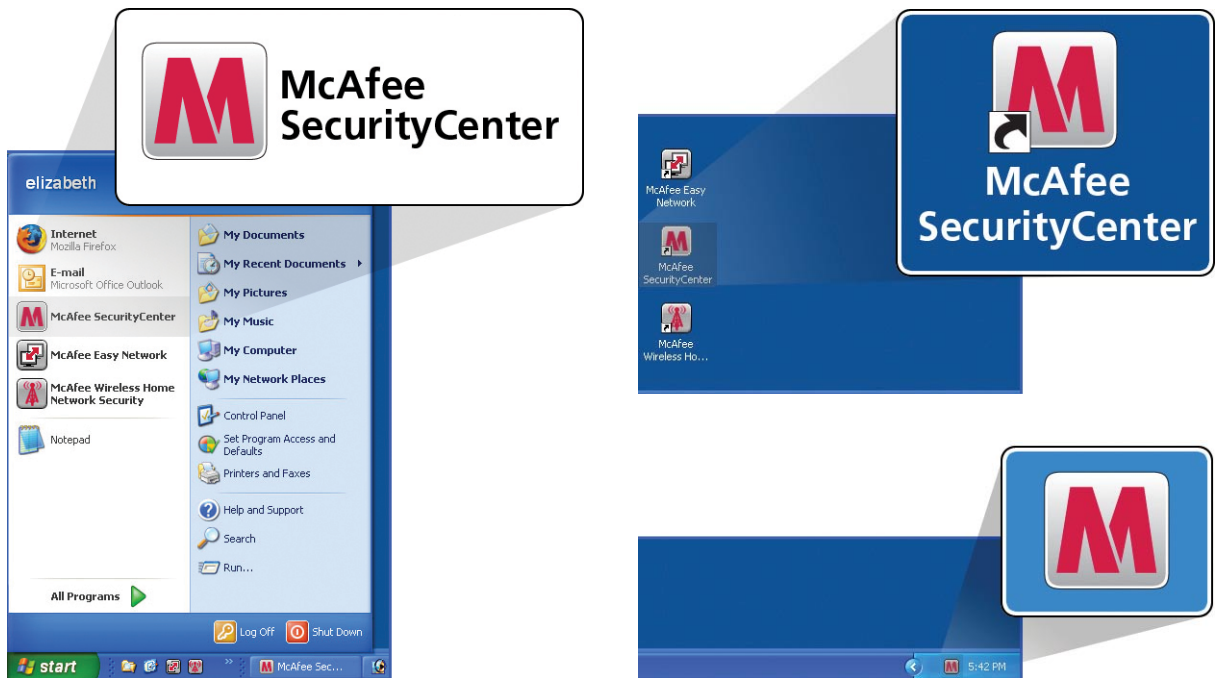 McAfee
SecurityCenter
elizabeth
Internet
Mozilla Firefox
E-mail
Microsoft Office Outlook
McAfee SecurityCenter
McAfee Easy Network
McAfee Wireless Home
Network Security
Notepad
All Programs
My Documents
My Recent Documents
My Pictures
My Music
My Computer
My Network Places
Control Panel
Set Program Access and
Defaults
Printers and Faxes
Help and Support
Search
Run...
Log Off
Shut Down
start
McAfee Sec...
McAfee
SecurityCenter
McAfee Easy
Network
McAfee
SecurityCenter
McAfee
Wireless Ho...
5:42 PM